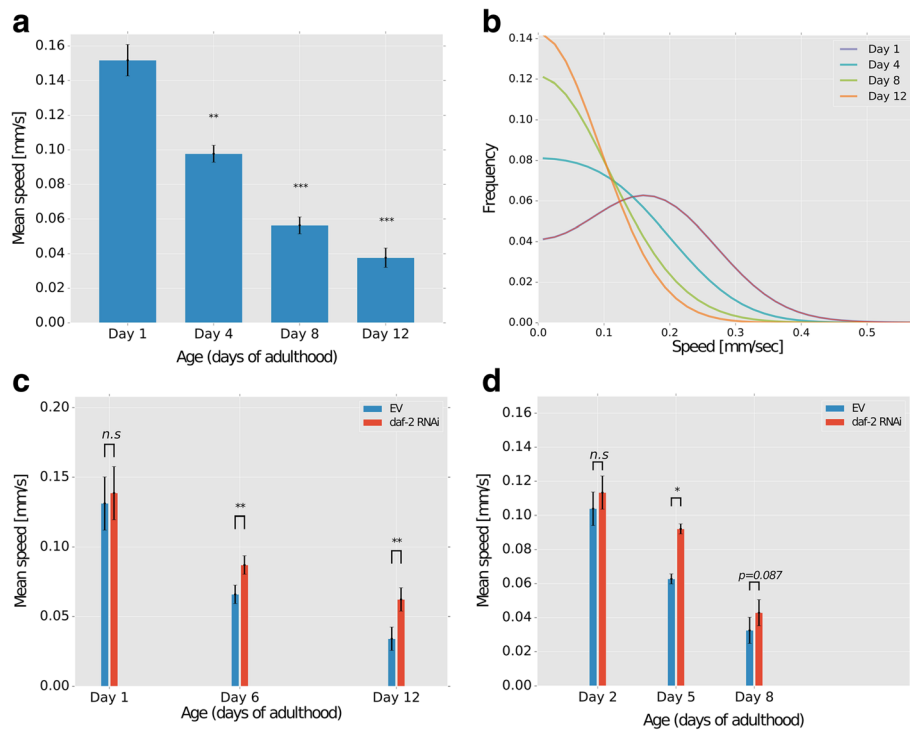 a
Mean speed [mm/s]
0.16
0.14
0.12
0.10
0.08
0.06
0.04
0.02
0.00
**
***
***
Day 1 Day 4 Day 8 Day 12
Age (days of adulthood)
b
Frequency
0.14
0.12
0.10
0.08
0.06
0.04
0.02
0.00
Day 1
Day 4
Day 8
Day 12
0.0 0.1 0.2 0.3 0.4 0.5
Speed [mm/sec]
c
Mean speed [mm/s]
0.20
0.15
0.10
0.05
0.00
EV
daf-2 RNAi
n.s
**
**
Day 1 Day 6 Day 12
Age (days of adulthood)
d
Mean speed [mm/s]
0.16
0.14
0.12
0.10
0.08
0.06
0.04
0.02
0.00
EV
daf-2 RNAi
n.s
*
p=0.087
Day 2 Day 5 Day 8
Age (days of adulthood)